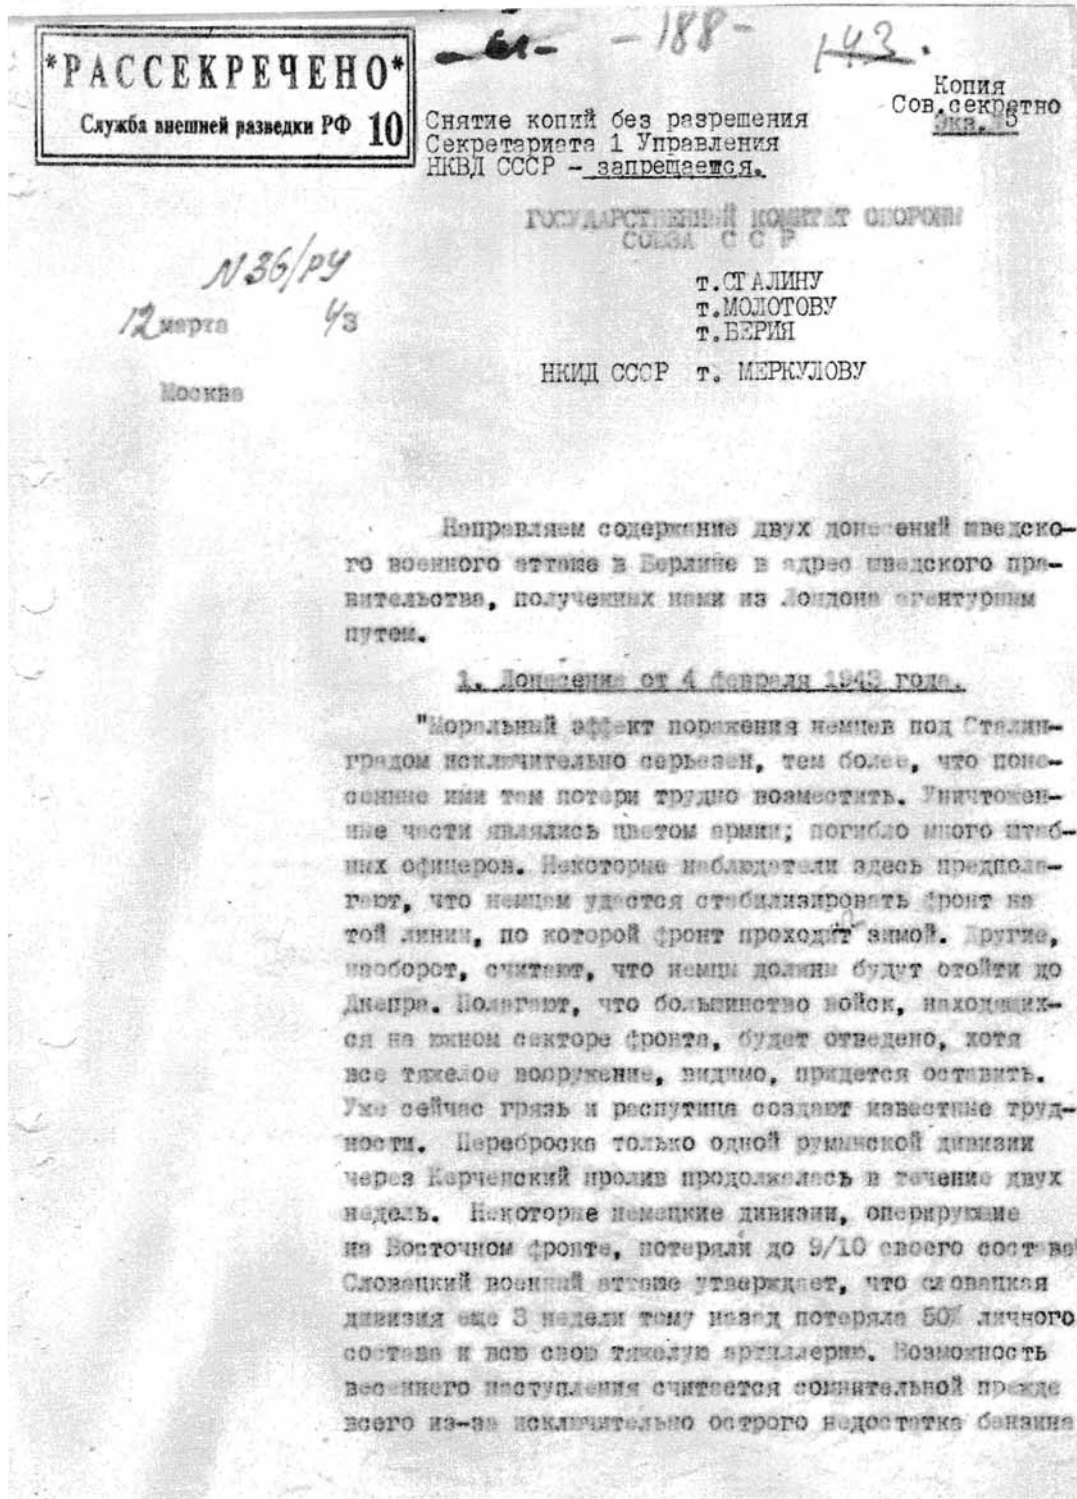 - 61 -
- 188 -
143.
*РАССЕКРЕЧЕНО*
Служба внешней разведки РФ 10
Копия
Сов.секретно
Экз. 5
Снятие копий без разрешения
Секретариата 1 Управления
НКВД СССР - запрещается.
ГОСУДАРСТВЕННЫЙ КОМИТЕТ ОБОРОНЫ
СОЮЗА С С Р
N 36/РУ
12 марта 4/3
Москва
т.СТАЛИНУ
т.МОЛОТОВУ
т.БЕРИЯ
НКИД СССР т. МЕРКУЛОВУ
Направляем содержание двух донесений шведско-
го военного атташе в Берлине в адрес шведского пра-
вительства, полученных нами из Лондона агентурным
путем.
1. Донесение от 4 февраля 1943 года.
"Моральный эффект поражения немцев под Сталин-
градом исключительно серьезен, тем более, что поне-
сенные ими там потери трудно возместить. Уничтожен-
ные части являлись цветом армии; погибло много штаб-
ных офицеров. Некоторые наблюдатели здесь предпола-
гают, что немцам удастся стабилизировать фронт на
той линии, по которой фронт проходит зимой. Другие,
наоборот, считают, что немцы должны будут отойти до
Днепра. Полагают, что большинство войск, находящих-
ся на южном секторе фронта, будет отведено, хотя
все тяжелое вооружение, видимо, придется оставить.
Уже сейчас грязь и распутица создают известные труд-
ности. Переброска только одной румынской дивизии
через Керченский пролив продолжалась в течение двух
недель. Некоторые немецкие дивизии, оперирующие
на Восточном фронте, потеряли до 9/10 своего состава
Словацкий военный атташе утверждает, что словацкая
дивизия еще 3 недели тому назад потеряла 50% личного
состава и всю свою тяжелую артиллерию. Возможность
весеннего наступления считается сомнительной прежде
всего из-за исключительно острого недостатка бензина